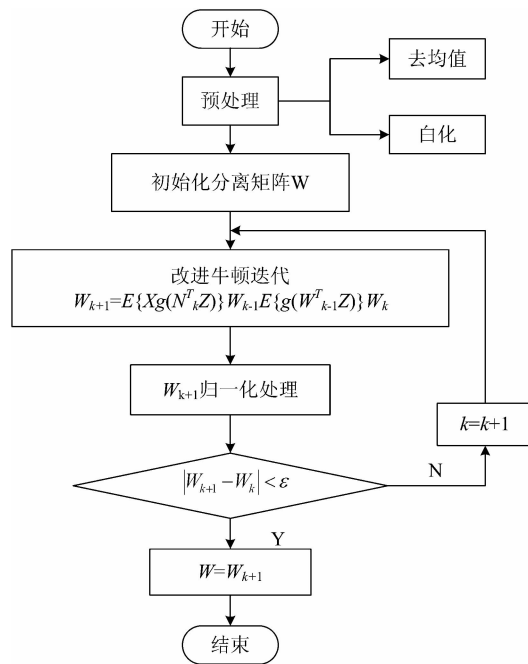 开始
预处理
去均值
白化
初始化分离矩阵W
改进牛顿迭代
W_{k+1}=E{Xg(N^T_kZ)}W_{k-1}E{g(W^T_{k-1}Z)}W_k
W_{k+1}归一化处理
k=k+1
|W_{k+1}-W_k|<ε
N
Y
W=W_{k+1}
结束